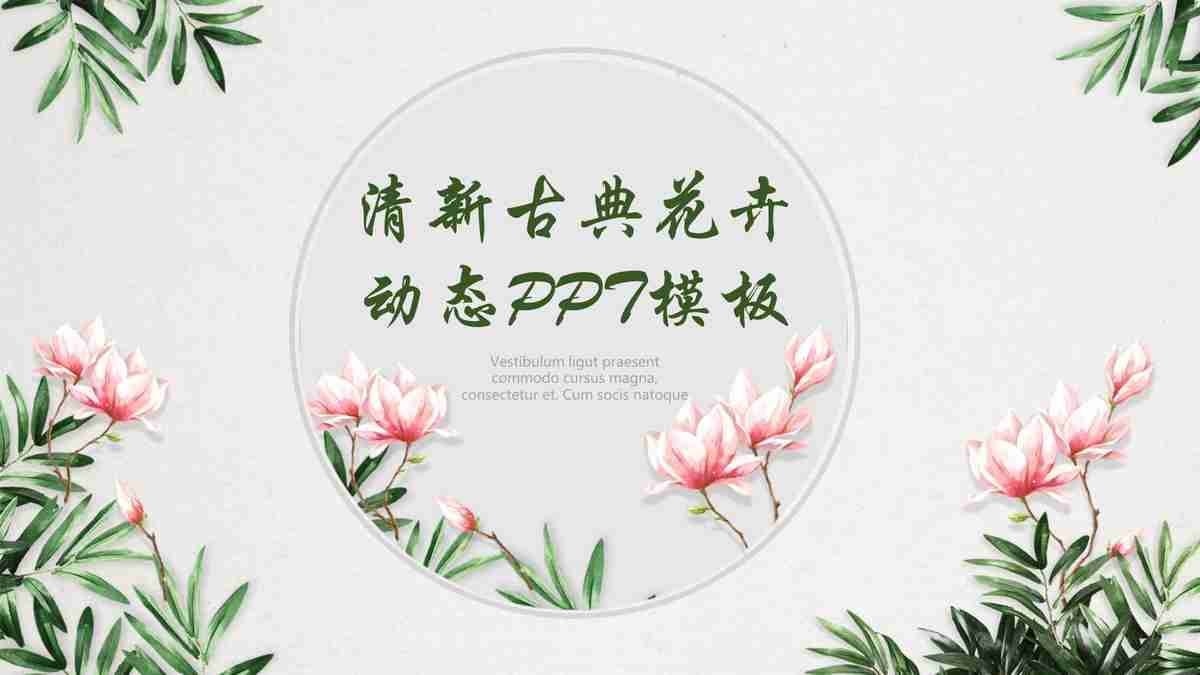 清新古典花卉
动态PPT模板
Vestibulum ligut praesent
commodo cursus magna,
consectetur et. Cum socis natoque